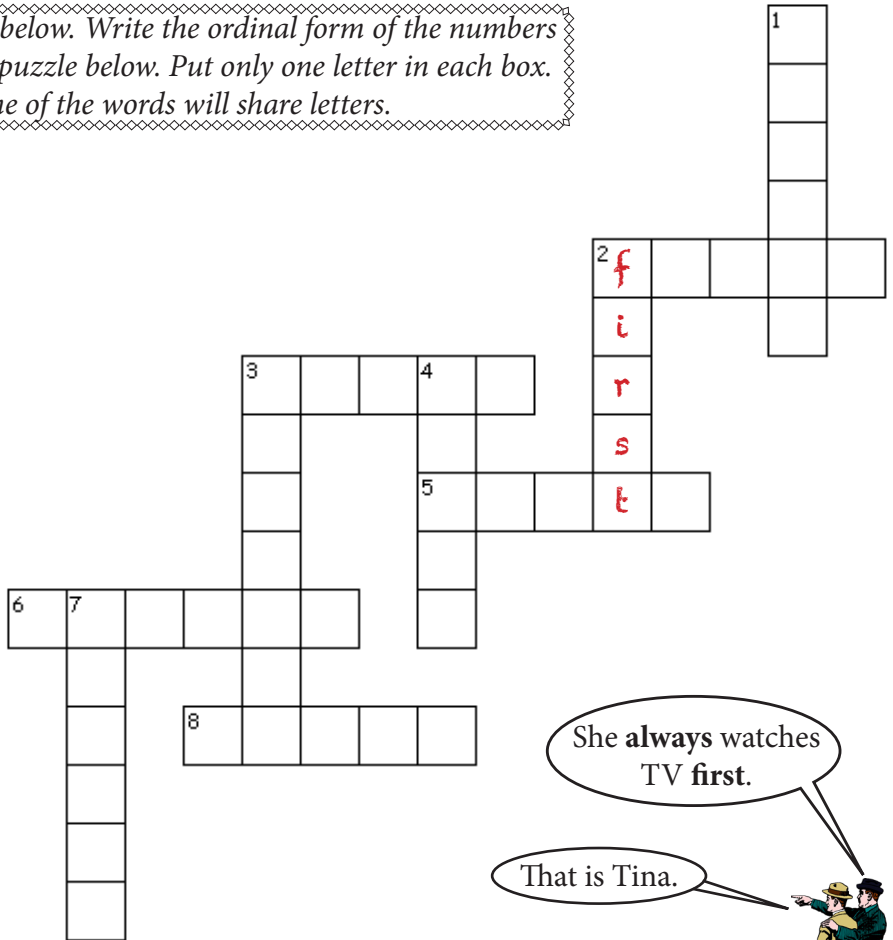 below. Write the ordinal form of the numbers
puzzle below. Put only one letter in each box.
of the words will share letters.
1
2 f
i
r
3 4
s
5 t
6 7
8
She always watches
TV first.
That is Tina.